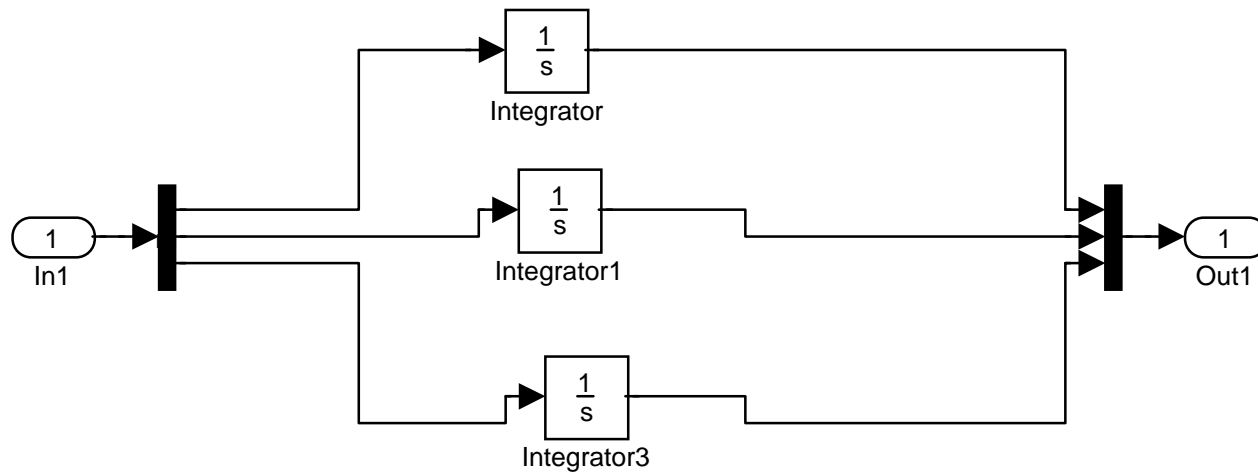 1
s
Integrator
1
In1
1
s
Integrator1
1
Out1
1
s
Integrator3